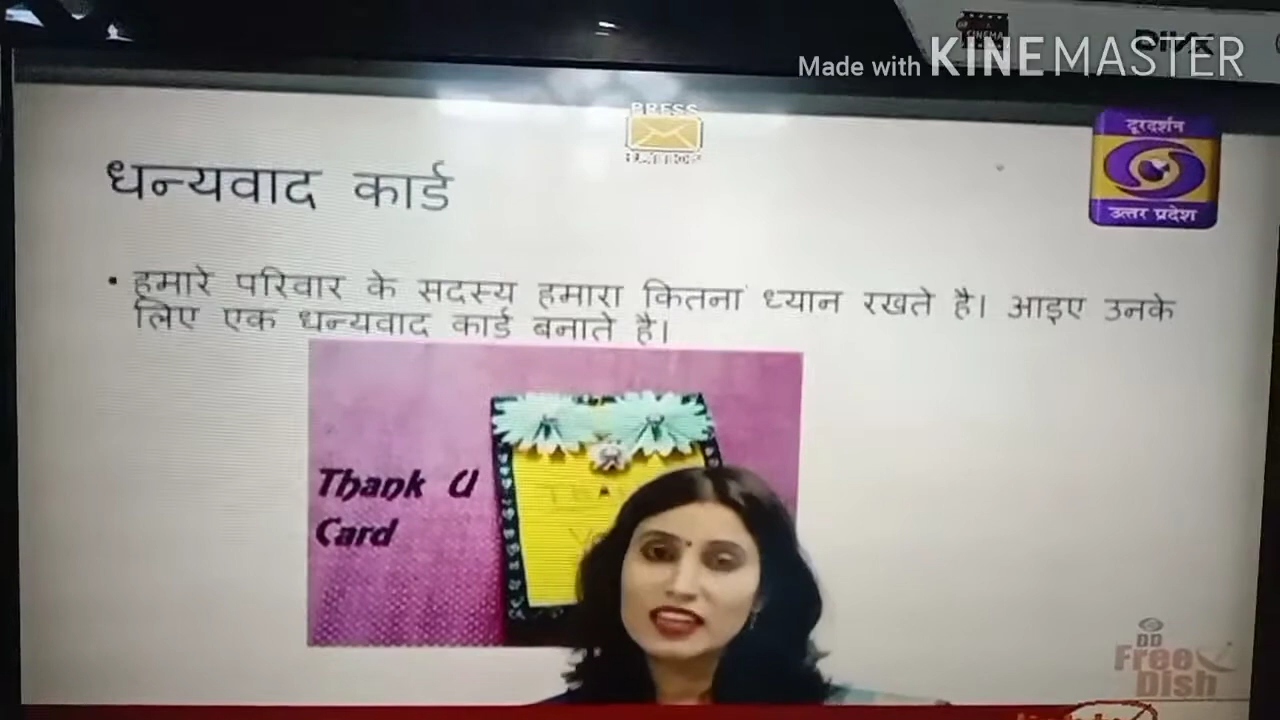 CINEMA
Made with KINEMASTER
PRESS
दूरदर्शन
उत्तर प्रदेश
धन्यवाद कार्ड
• हमारे परिवार के सदस्य हमारा कितना ध्यान रखते है। आइए उनके
लिए एक धन्यवाद कार्ड बनाते है।
Thank U
Card
DD
Free
Dish